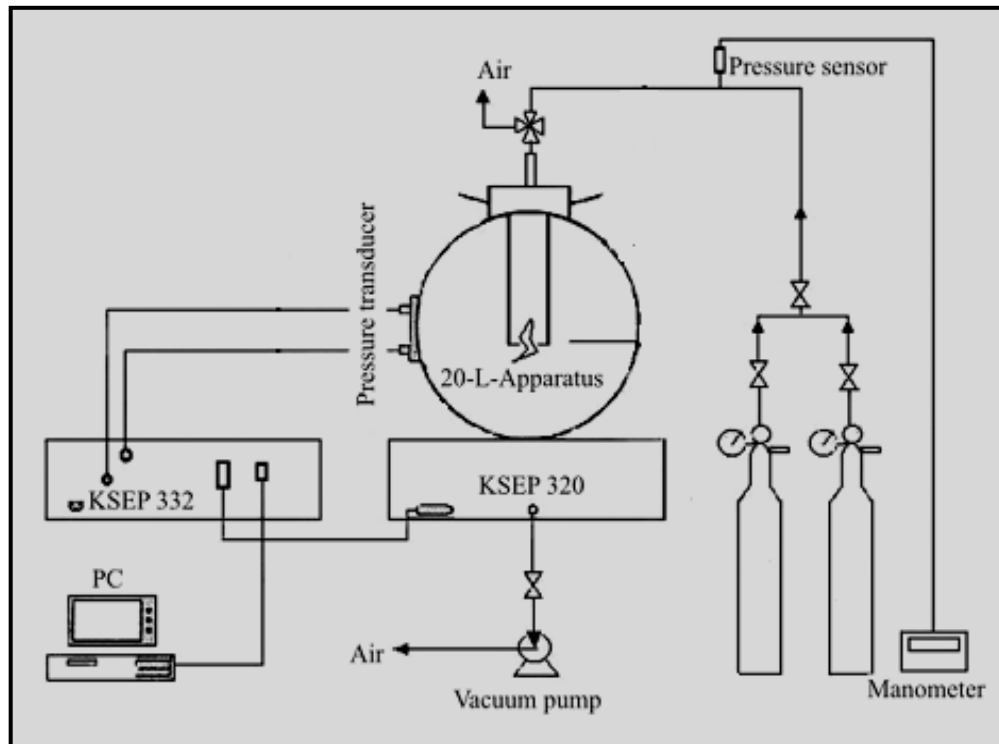 Air
Pressure sensor
Pressure transducer
20-L-Apparatus
KSEP 332
KSEP 320
PC
Air
Vacuum pump
Manometer